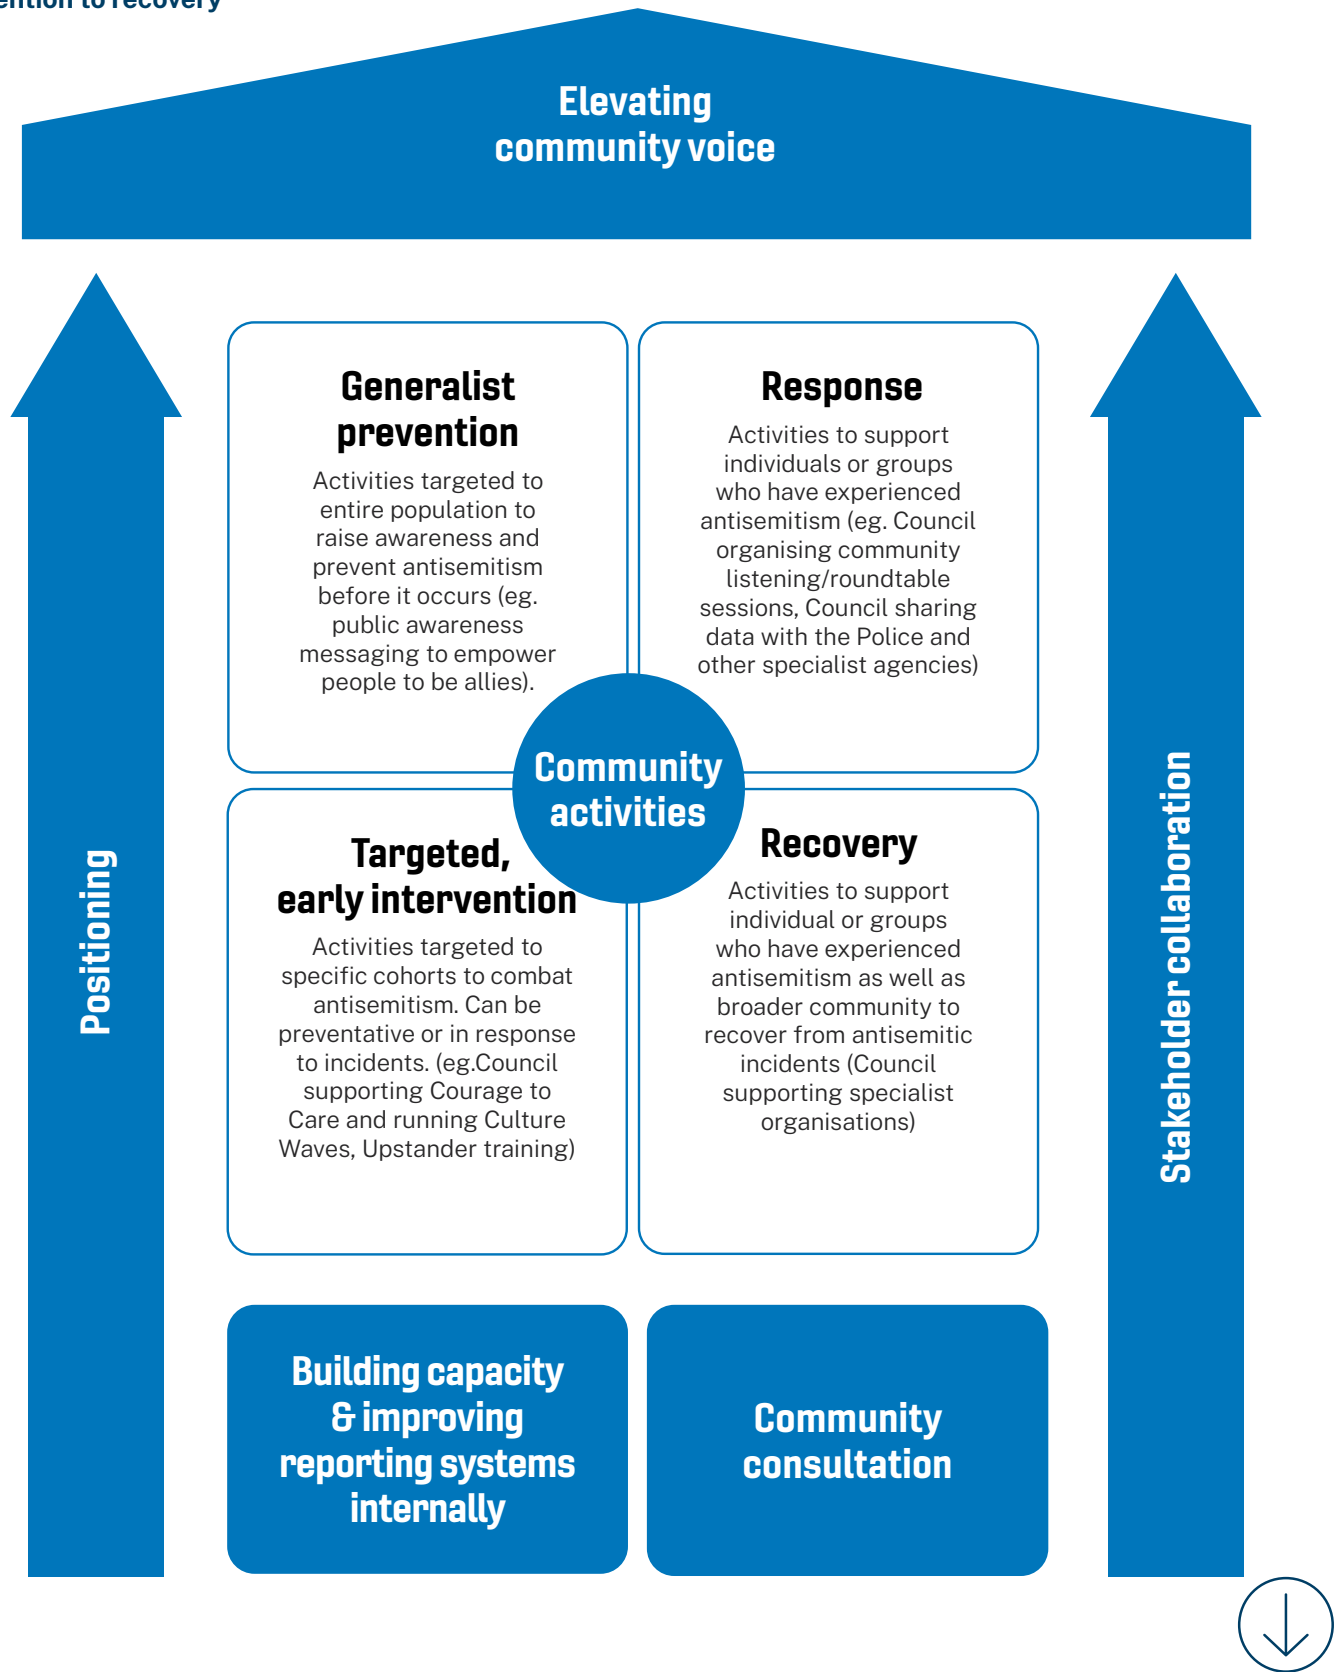 to recovery
Elevating
community voice
Generalist
prevention
Activities targeted to
entire population to
raise awareness and
prevent antisemitism
before it occurs (eg.
public awareness
messaging to empower
people to be allies).
Response
Activities to support
individuals or groups
who have experienced
antisemitism (eg. Council
organising community
listening/roundtable
sessions, Council sharing
data with the Police and
other specialist agencies)
Community
activities
Targeted,
early intervention
Activities targeted to
specific cohorts to combat
antisemitism. Can be
preventative or in response
to incidents. (eg.Council
supporting Courage to
Care and running Culture
Waves, Upstander training)
Recovery
Activities to support
individual or groups
who have experienced
antisemitism as well as
broader community to
recover from antisemitic
incidents (Council
supporting specialist
organisations)
Positioning
Stakeholder collaboration
Building capacity
& improving
reporting systems
internally
Community
consultation